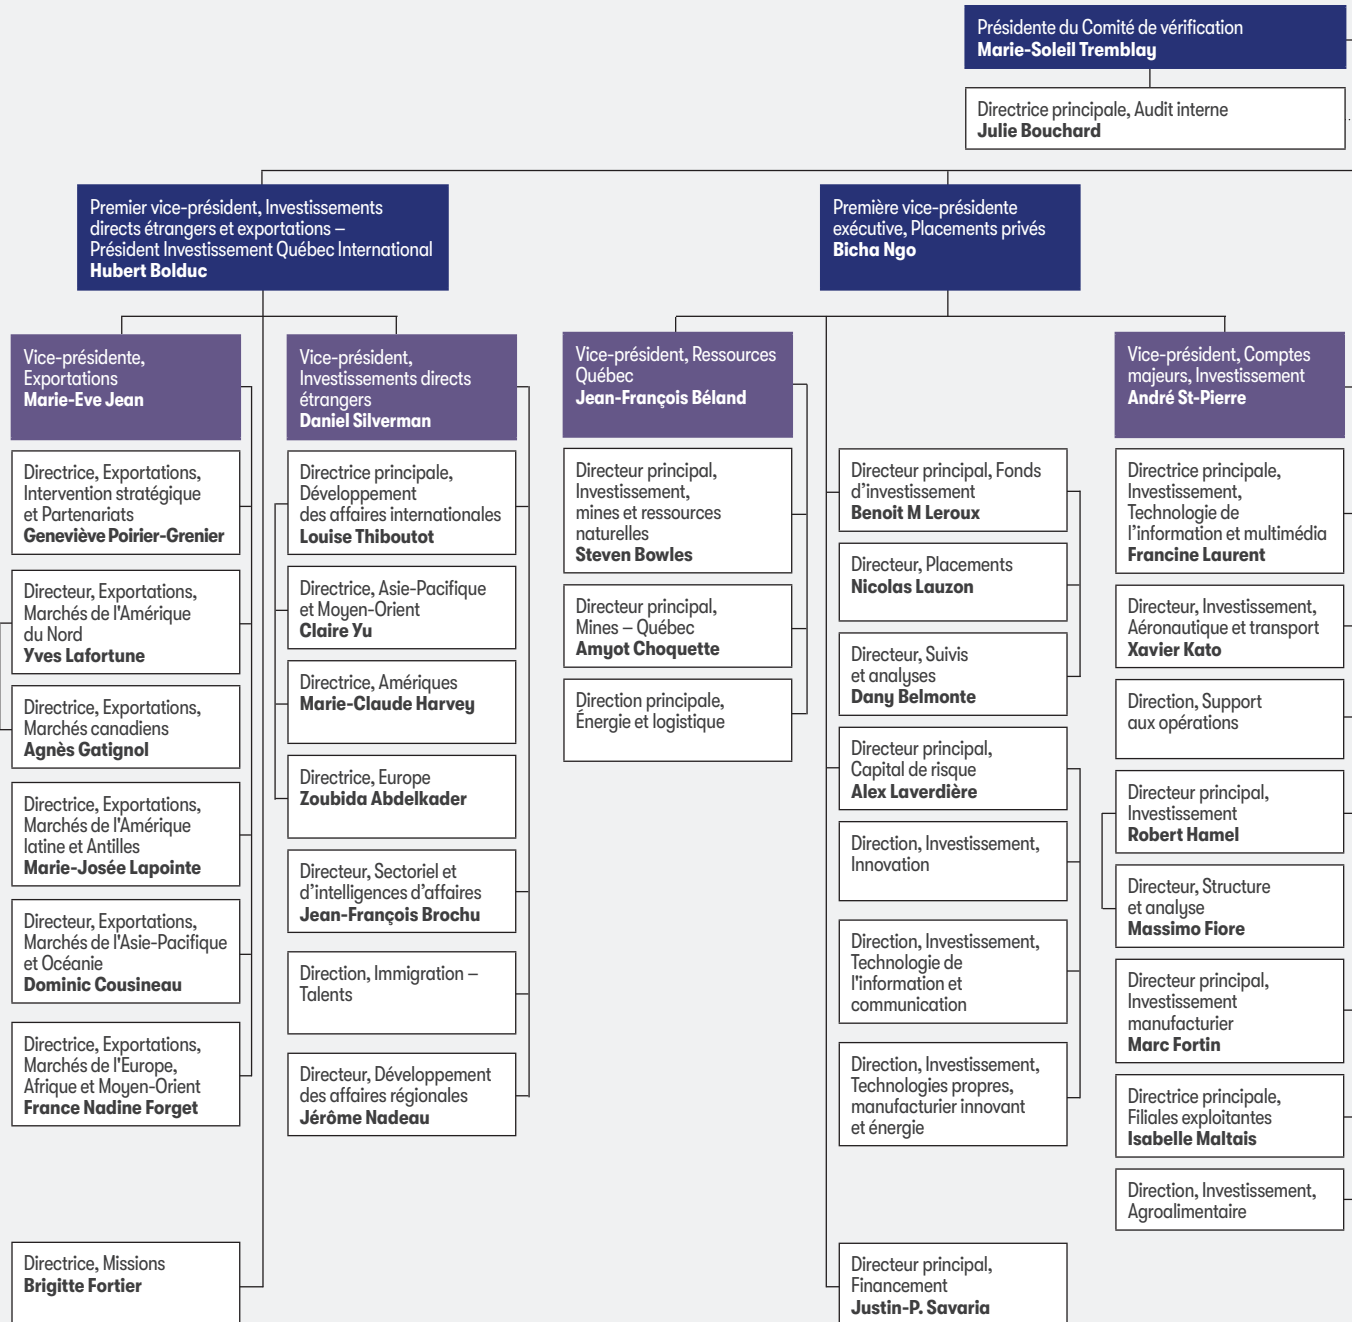 Présidente du Comité de vérification
Marie-Soleil Tremblay
Directrice principale, Audit interne
Julie Bouchard
Premier vice-président, Investissements
directs étrangers et exportations –
Président Investissement Québec International
Hubert Bolduc
Première vice-présidente
exécutive, Placements privés
Bicha Ngo
Vice-présidente,
Exportations
Marie-Eve Jean
Directrice, Exportations,
Intervention stratégique
et Partenariats
Geneviève Poirier-Grenier
Directeur, Exportations,
Marchés de l'Amérique
du Nord
Yves Lafortune
Directrice, Exportations,
Marchés canadiens
Agnès Gatignol
Directrice, Exportations,
Marchés de l'Amérique
latine et Antilles
Marie-Josée Lapointe
Directeur, Exportations,
Marchés de l'Asie-Pacifique
et Océanie
Dominic Cousineau
Directrice, Exportations,
Marchés de l'Europe,
Afrique et Moyen-Orient
France Nadine Forget
Directrice, Missions
Brigitte Fortier
Vice-président,
Investissements directs
étrangers
Daniel Silverman
Directrice principale,
Développement
des affaires internationales
Louise Thiboutot
Directrice, Asie-Pacifique
et Moyen-Orient
Claire Yu
Directrice, Amériques
Marie-Claude Harvey
Directrice, Europe
Zoubida Abdelkader
Directeur, Sectoriel et
d’intelligences d’affaires
Jean-François Brochu
Direction, Immigration –
Talents
Directeur, Développement
des affaires régionales
Jérôme Nadeau
Vice-président, Ressources
Québec
Jean-François Béland
Directeur principal,
Investissement,
mines et ressources
naturelles
Steven Bowles
Directeur principal,
Mines – Québec
Amyot Choquette
Direction principale,
Énergie et logistique
Directeur principal, Fonds
d’investissement
Benoit M Leroux
Directeur, Placements
Nicolas Lauzon
Directeur, Suivis
et analyses
Dany Belmonte
Directeur principal,
Capital de risque
Alex Laverdière
Direction, Investissement,
Innovation
Direction, Investissement,
Technologie de
l'information et
communication
Direction, Investissement,
Technologies propres,
manufacturier innovant
et énergie
Directeur principal,
Financement
Justin-P. Savaria
Vice-président, Comptes
majeurs, Investissement
André St-Pierre
Directrice principale,
Investissement,
Technologie de
l’information et multimédia
Francine Laurent
Directeur, Investissement,
Aéronautique et transport
Xavier Kato
Direction, Support
aux opérations
Directeur principal,
Investissement
Robert Hamel
Directeur, Structure
et analyse
Massimo Fiore
Directeur principal,
Investissement
manufacturier
Marc Fortin
Directrice principale,
Filiales exploitantes
Isabelle Maltais
Direction, Investissement,
Agroalimentaire